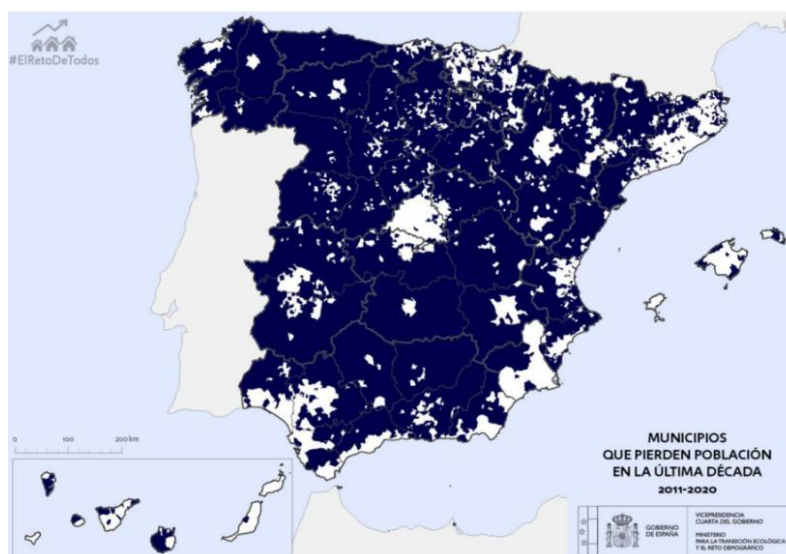 #ElRetoDeTodos
0
100
200 km
MUNICIPIOS
QUE PIERDEN POBLACIÓN
EN LA ÚLTIMA DÉCADA
2011-2020
GOBIERNO
DE ESPAÑA
VICEPRESIDENCIA
CUARTA DEL GOBIERNO
MINISTERIO
PARA LA TRANSICIÓN ECOLÓGICA
Y EL RETO DEMOGRÁFICO